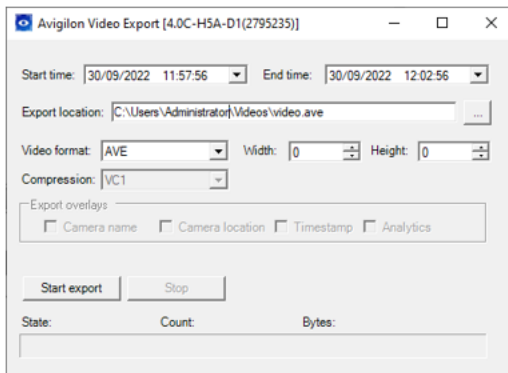 Avigilon Video Export [4.0C-H5A-D1(2795235)]
Start time: 30/09/2022 11:57:56 End time: 30/09/2022 12:02:56
Export location: C:\Users\Administrator\Videos\video.ave ...
Video format: AVE Width: 0 Height: 0
Compression: VC1
Export overlays
Camera name Camera location Timestamp Analytics
Start export Stop
State: Count: Bytes: